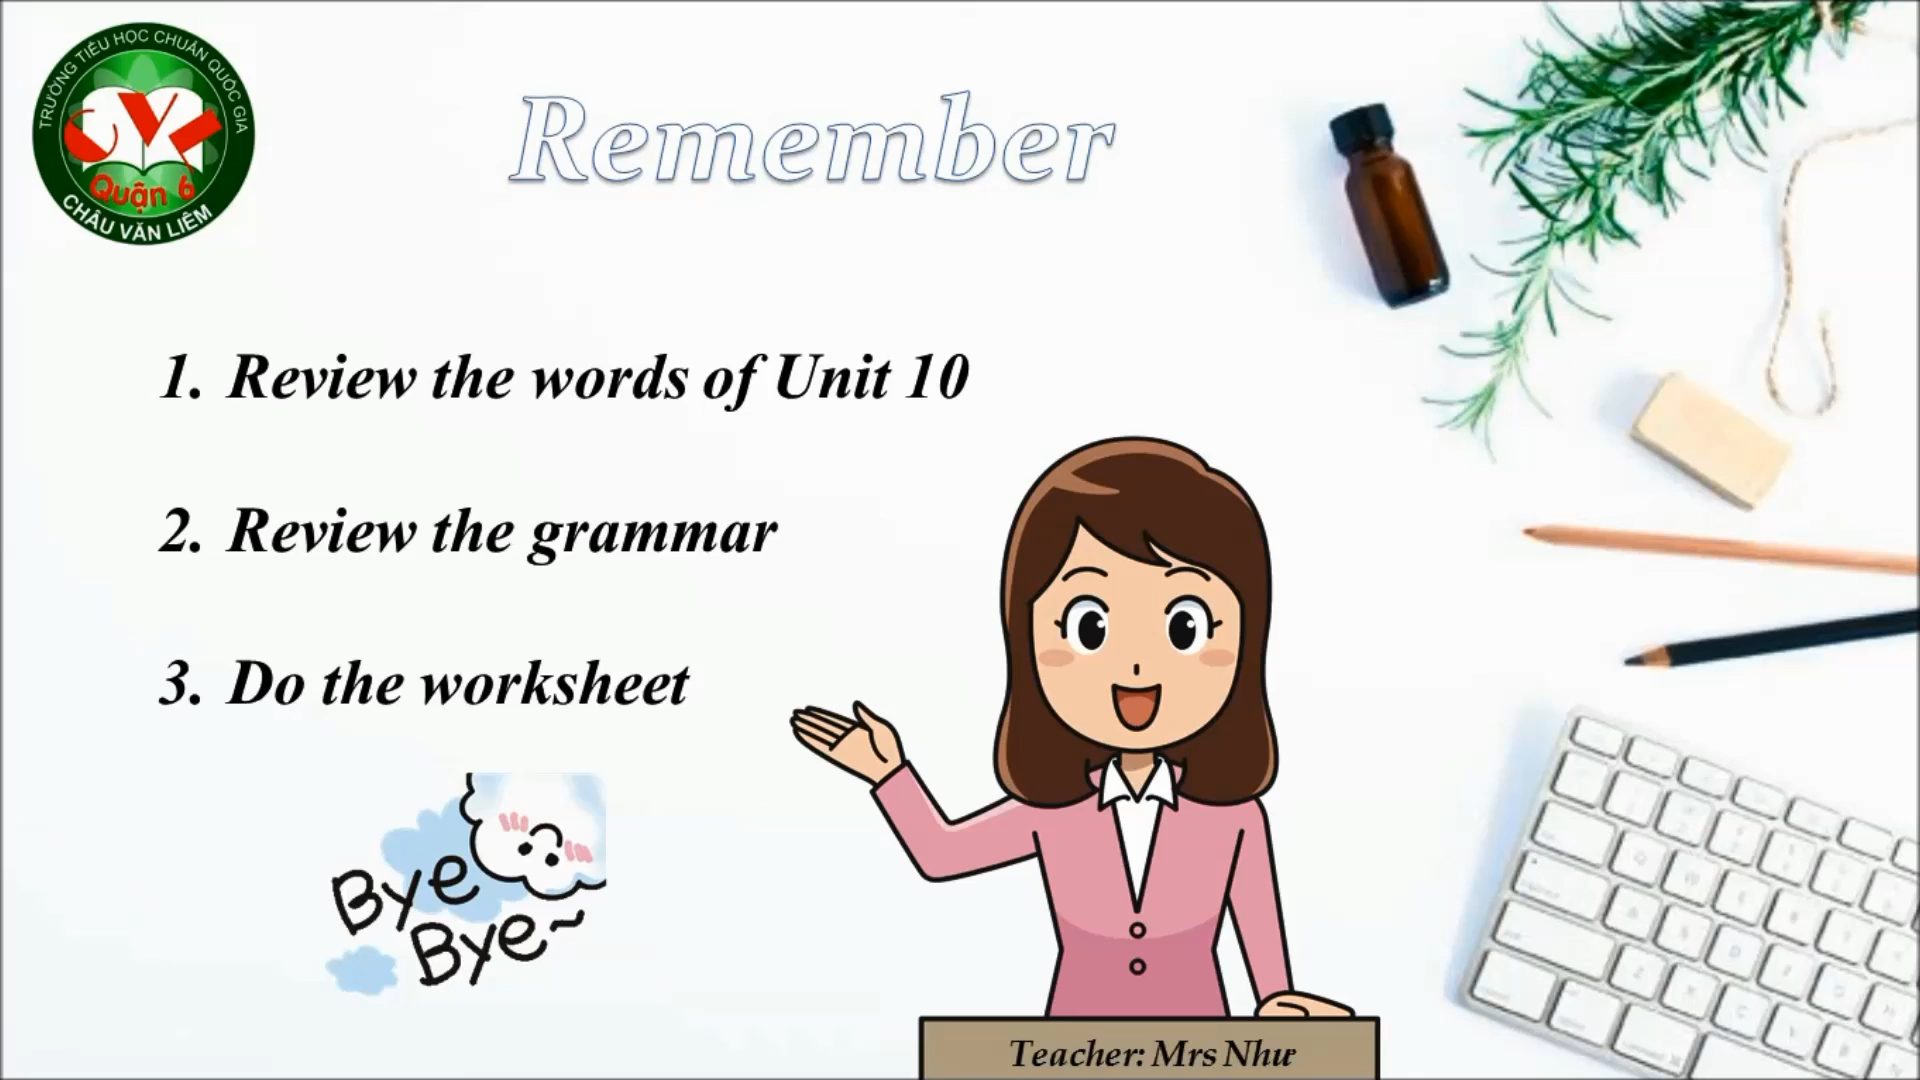 TRƯỜNG TIỂU HỌC CHUẨN QUỐC GIA
CVL
Quận 6
CHÂU VĂN LIÊM
Remember
1. Review the words of Unit 10
2. Review the grammar
3. Do the worksheet
Bye
Bye~
Teacher: Mrs Như